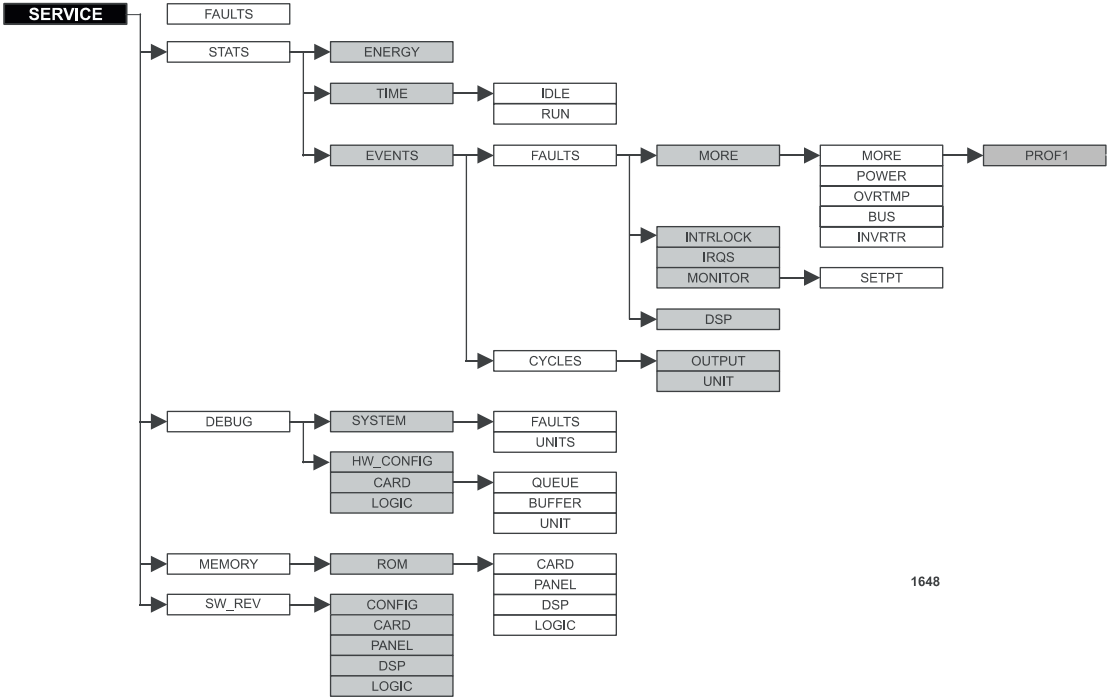 SERVICE
FAULTS
STATS
ENERGY
TIME
IDLE
RUN
EVENTS
FAULTS
MORE
MORE
PROF1
POWER
OVRTMP
BUS
INVRTR
INTRLOCK
IRQS
MONITOR
SETPT
DSP
CYCLES
OUTPUT
UNIT
DEBUG
SYSTEM
FAULTS
UNITS
HW_CONFIG
CARD
LOGIC
QUEUE
BUFFER
UNIT
MEMORY
ROM
CARD
PANEL
DSP
LOGIC
SW_REV
CONFIG
CARD
PANEL
DSP
LOGIC
1648